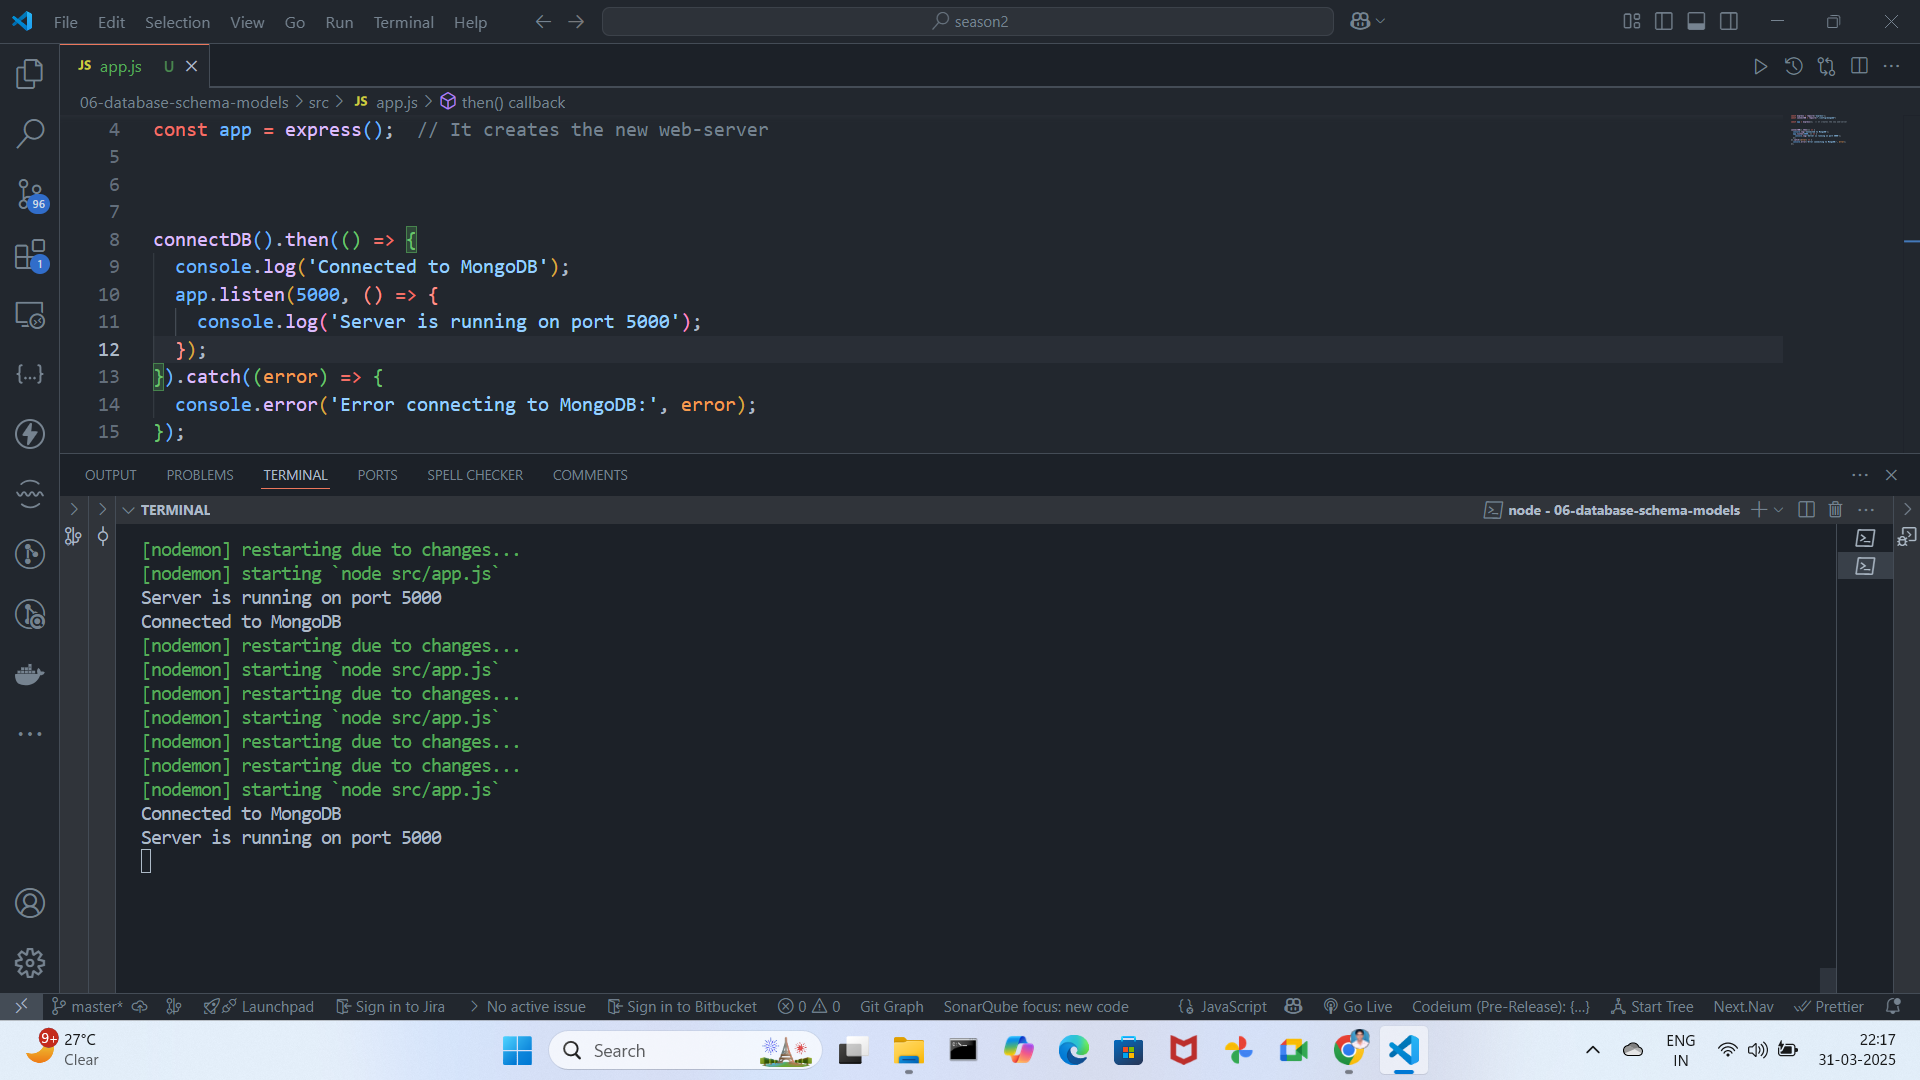 File Edit Selection View Go Run Terminal Help
season2
JS app.js U
06-database-schema-models > src > JS app.js > then() callback
4 const app = express();  // It creates the new web-server
5
6
7
8 connectDB().then(() => {
9   console.log('Connected to MongoDB');
10   app.listen(5000, () => {
11     console.log('Server is running on port 5000');
12   });
13 }).catch((error) => {
14   console.error('Error connecting to MongoDB:', error);
15 });
96
1
OUTPUT PROBLEMS TERMINAL PORTS SPELL CHECKER COMMENTS
TERMINAL
node - 06-database-schema-models
[nodemon] restarting due to changes...
[nodemon] starting `node src/app.js`
Server is running on port 5000
Connected to MongoDB
[nodemon] restarting due to changes...
[nodemon] starting `node src/app.js`
[nodemon] restarting due to changes...
[nodemon] starting `node src/app.js`
[nodemon] restarting due to changes...
[nodemon] restarting due to changes...
[nodemon] starting `node src/app.js`
Connected to MongoDB
Server is running on port 5000
master* Launchpad Sign in to Jira No active issue Sign in to Bitbucket 0 0 Git Graph SonarQube focus: new code JavaScript Go Live Codeium (Pre-Release): {...} Start Tree Next.Nav Prettier
9+ 27°C
Clear
Search
ENG
IN
22:17
31-03-2025